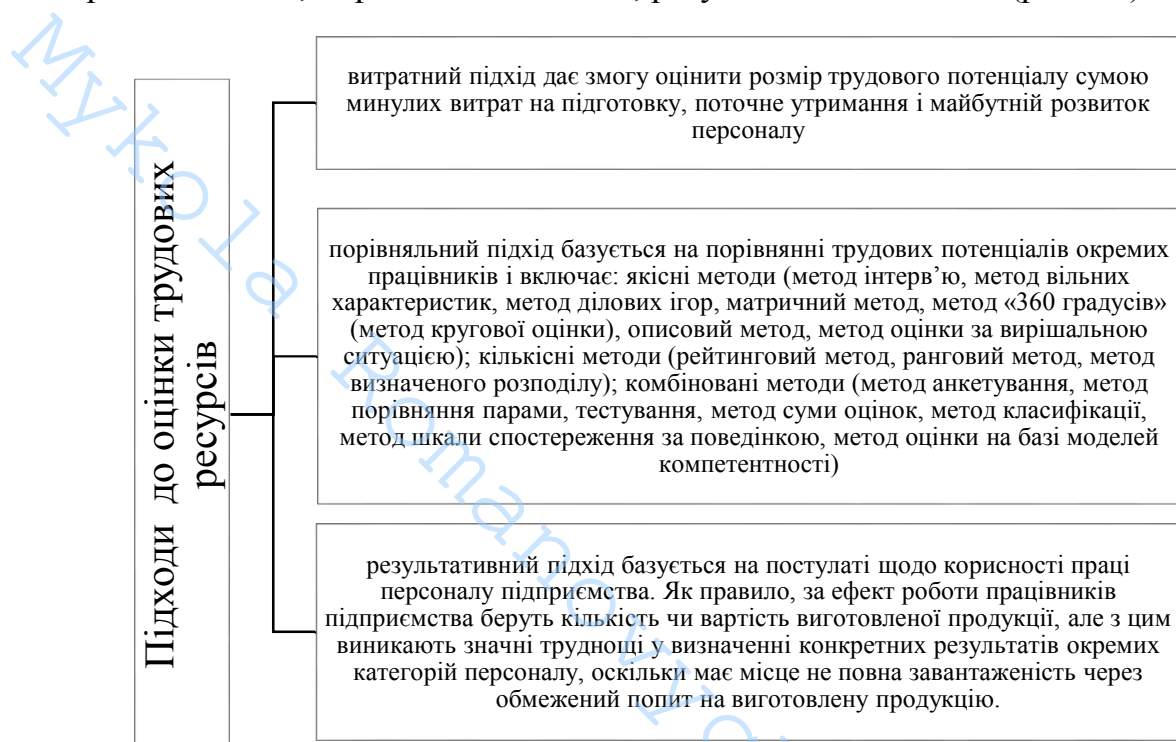 Підходи до оцінки трудових
ресурсів
витратний підхід дає змогу оцінити розмір трудового потенціалу сумою
минулих витрат на підготовку, поточне утримання і майбутній розвиток
персоналу
порівняльний підхід базується на порівнянні трудових потенціалів окремих
працівників і включає: якісні методи (метод інтерв’ю, метод вільних
характеристик, метод ділових ігор, матричний метод, метод «360 градусів»
(метод кругової оцінки), описовий метод, метод оцінки за вирішальною
ситуацією); кількісні методи (рейтинговий метод, ранговий метод, метод
визначеного розподілу); комбіновані методи (метод анкетування, метод
порівняння парами, тестування, метод суми оцінок, метод класифікації,
метод шкали спостереження за поведінкою, метод оцінки на базі моделей
компетентності)
результативний підхід базується на постулаті щодо корисності праці
персоналу підприємства. Як правило, за ефект роботи працівників
підприємства беруть кількість чи вартість виготовленої продукції, але з цим
виникають значні труднощі у визначенні конкретних результатів окремих
категорій персоналу, оскільки має місце не повна завантаженість через
обмежений попит на виготовлену продукцію.
Mykola